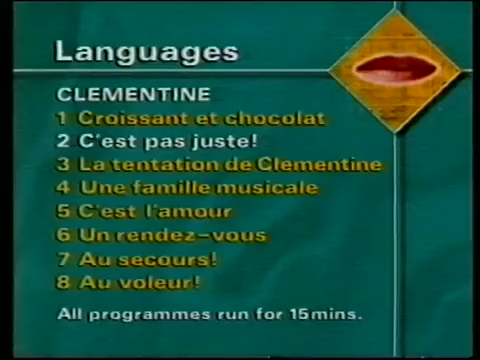 Languages
CLEMENTINE
1 Croissant et chocolat
2 C'est pas juste!
3 La tentation de Clementine
4 Une famille musicale
5 C'est l'amour
6 Un rendez-vous
7 Au secours!
8 Au voleur!
All programmes run for 15mins.